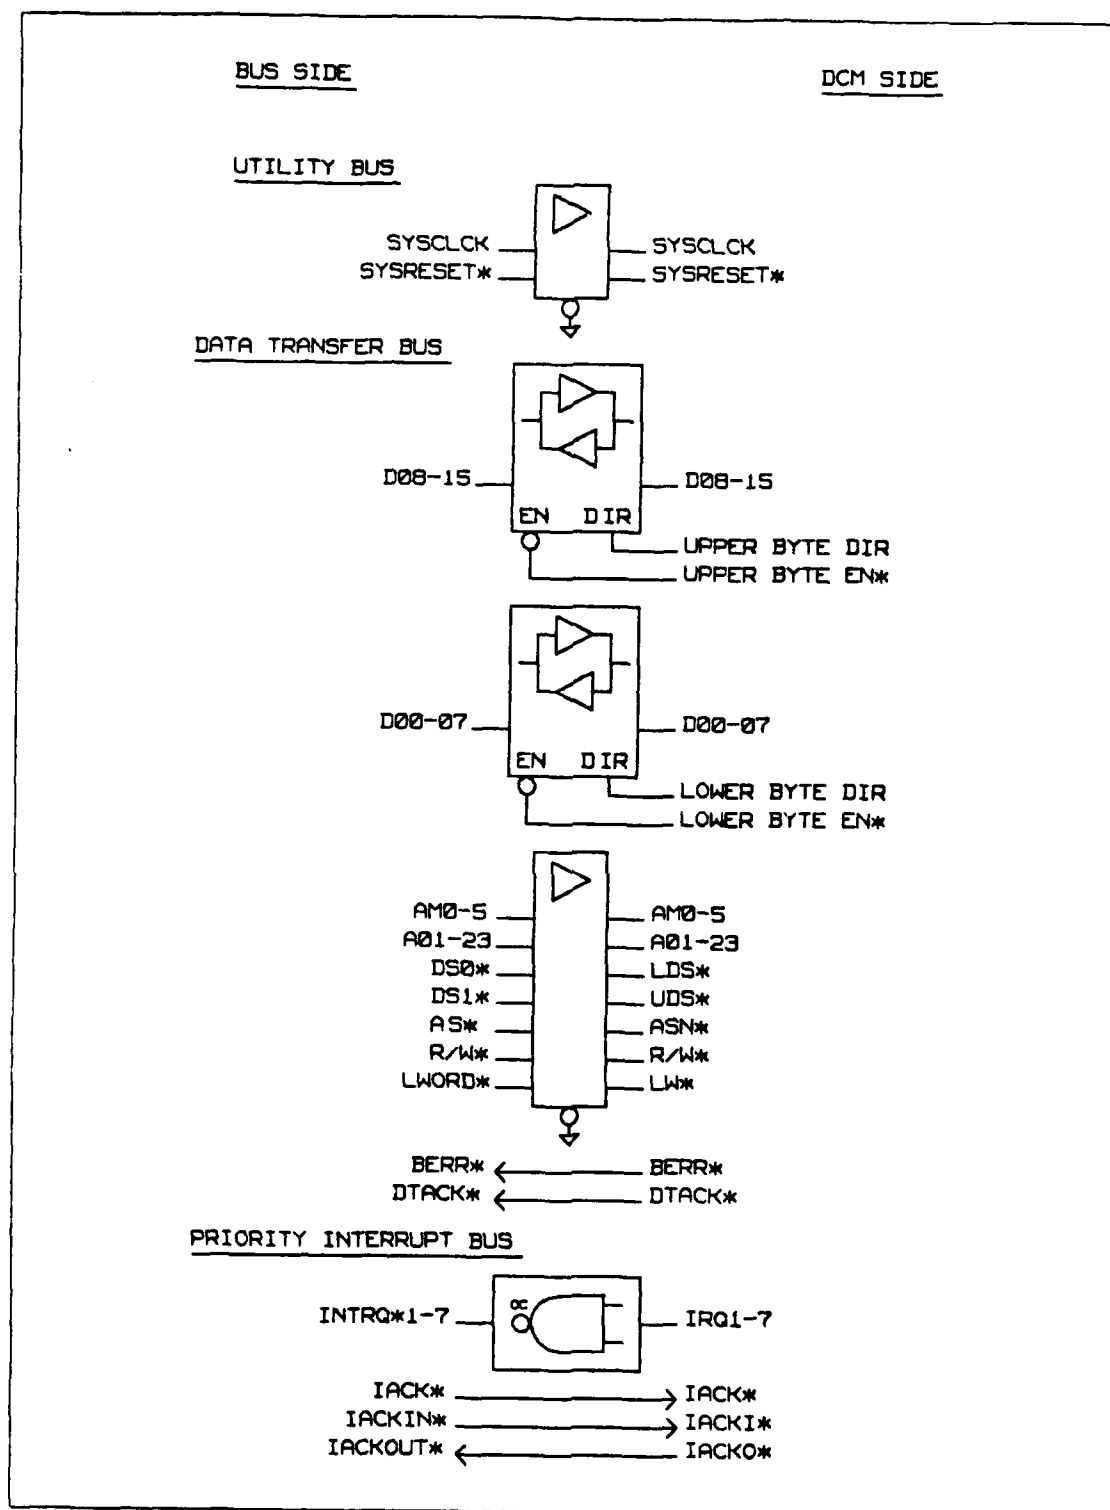 BUS SIDE DCM SIDE
UTILITY BUS
SYSCLCK SYSCLCK
SYSRESET* SYSRESET*
DATA TRANSFER BUS
D08-15 D08-15
EN DIR
UPPER BYTE DIR
UPPER BYTE EN*
D00-07 D00-07
EN DIR
LOWER BYTE DIR
LOWER BYTE EN*
AM0-5 AM0-5
A01-23 A01-23
DS0* LDS*
DS1* UDS*
AS* ASN*
R/W* R/W*
LWORD* LW*
BERR* BERR*
DTACK* DTACK*
PRIORITY INTERRUPT BUS
INTRQ*1-7 IRQ1-7
IACK* IACK*
IACKIN* IACKI*
IACKOUT* IACKO*